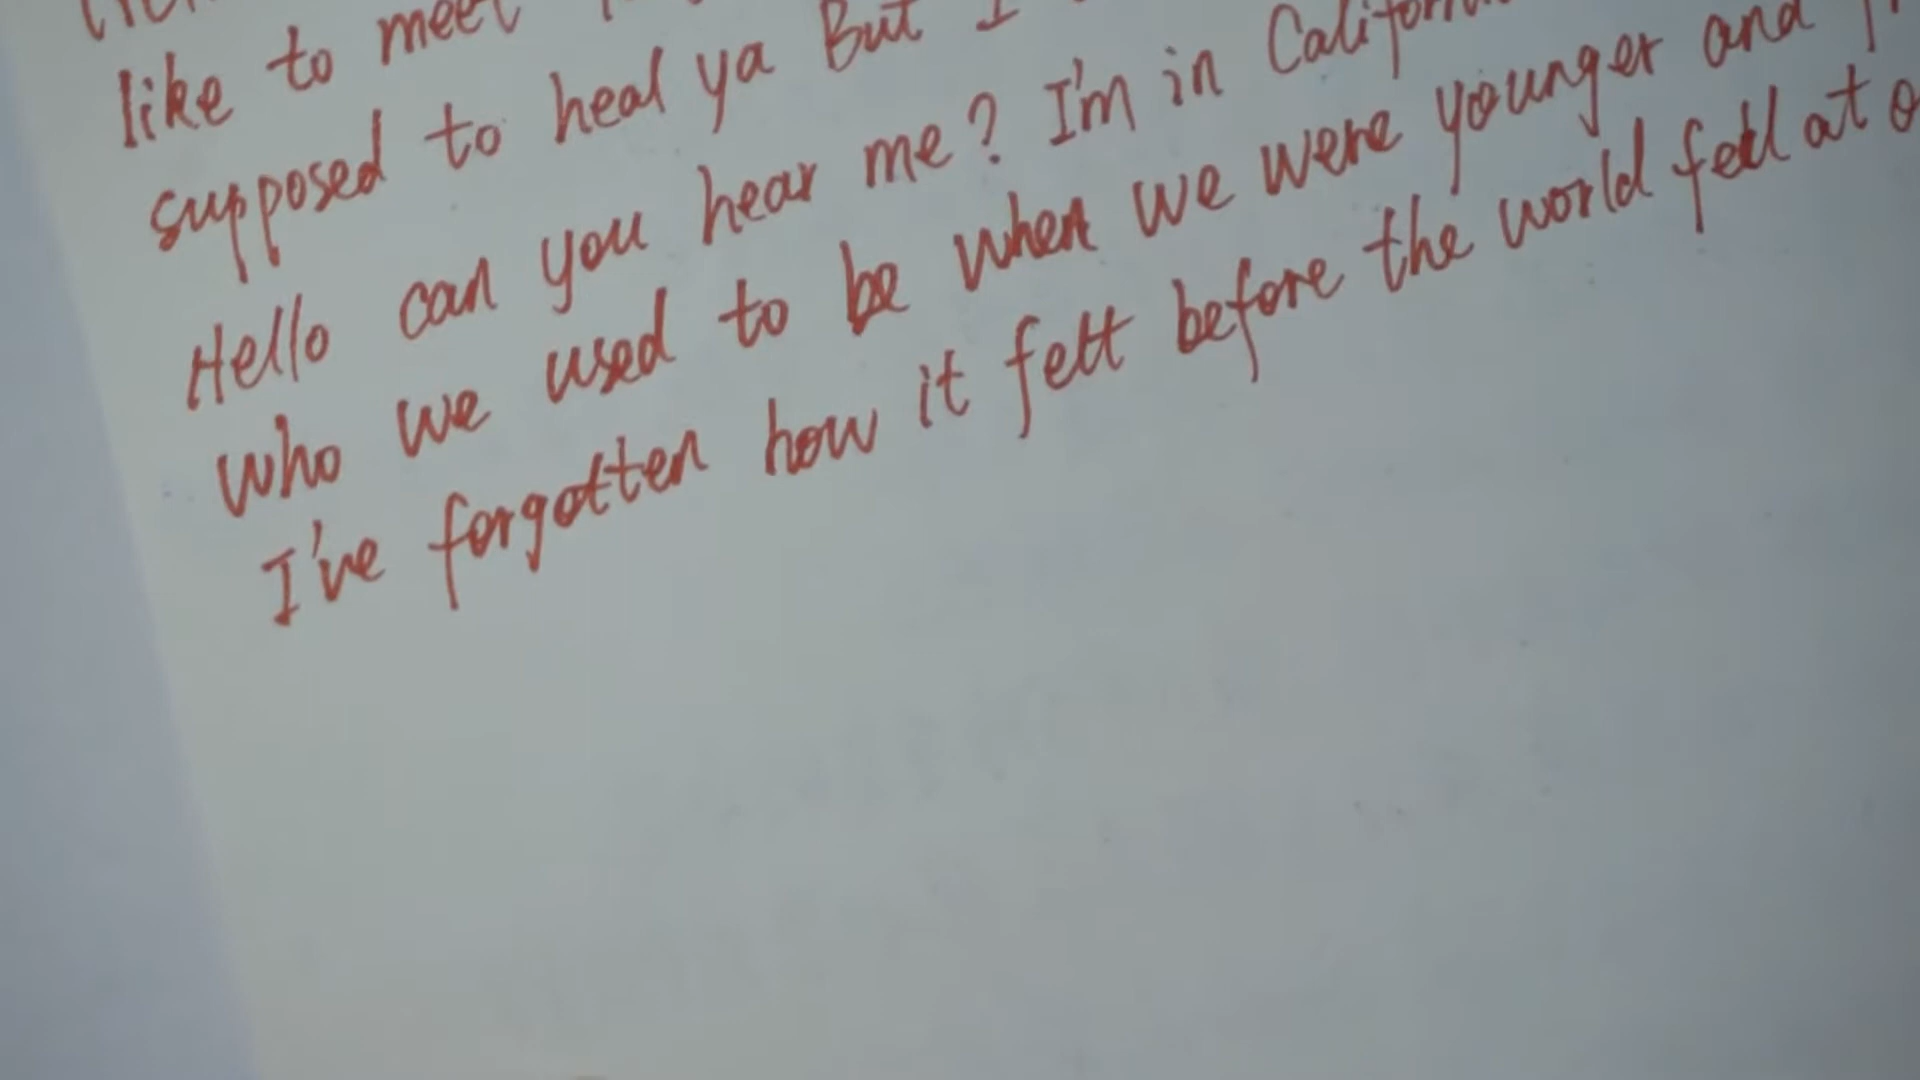 like to meet
supposed to heal ya But I
Hello can you hear me? I'm in
who we used to be when we were younger and
I've forgotten how it felt before the world fell at